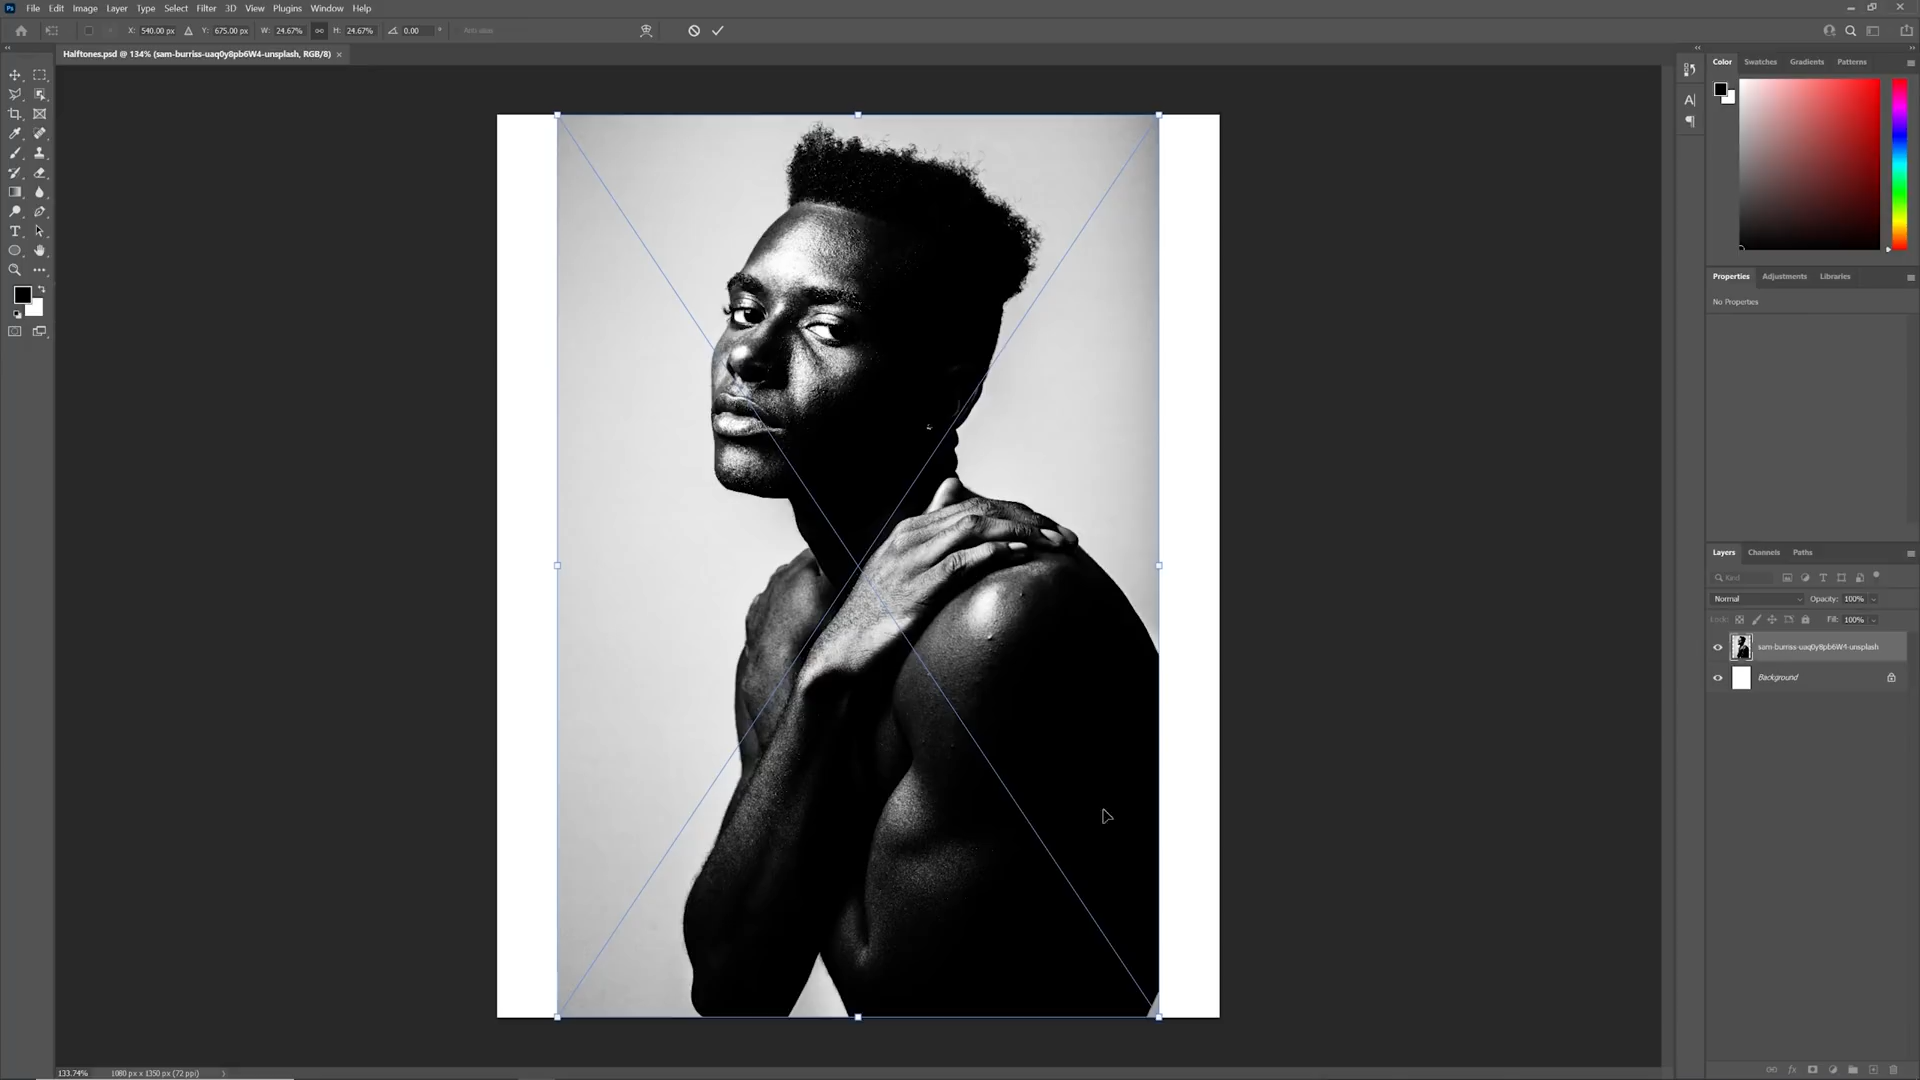 Ps File Edit Image Layer Type Select Filter 3D View Plugins Window Help
X: 540.00 px Y: 675.00 px W: 24.67% H: 24.67% 0.00 °
Halftones.psd @ 134% (sam-burriss-uaq0y8pb6W4-unsplash, RGB/8) ×
Color Swatches Gradients Patterns
Properties Adjustments Libraries
No Properties
Layers Channels Paths
Kind
Normal Opacity: 100%
Lock: Fill: 100%
sam-burriss-uaq0y8pb6W4-unsplash
Background
133.74% 1080 px x 1350 px (72 ppi)